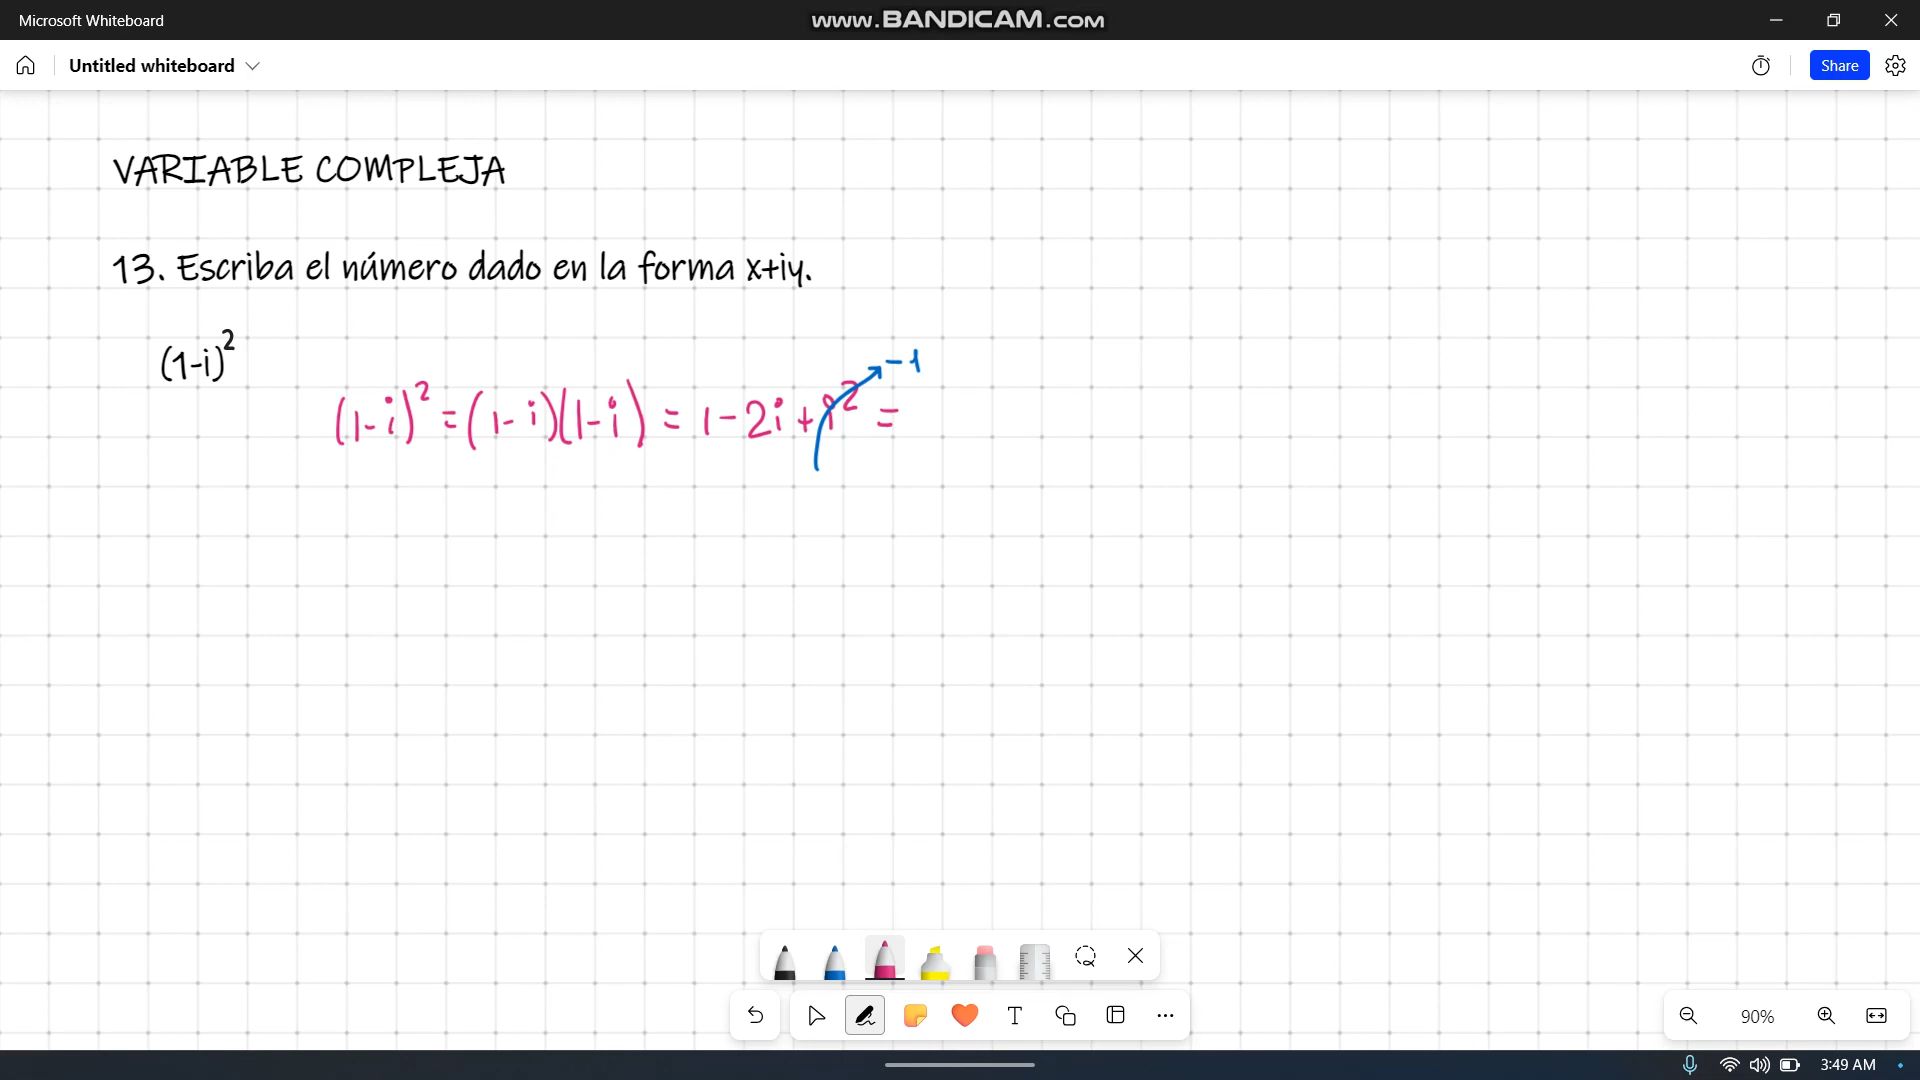 Microsoft Whiteboard
www.BANDICAM.com
Untitled whiteboard
Share
VARIABLE COMPLEJA
13. Escriba el número dado en la forma x+iy.
(1-i)²
(1-i)² = (1-i)(1-i) = 1-2i+i² =
-1
90%
3:49 AM